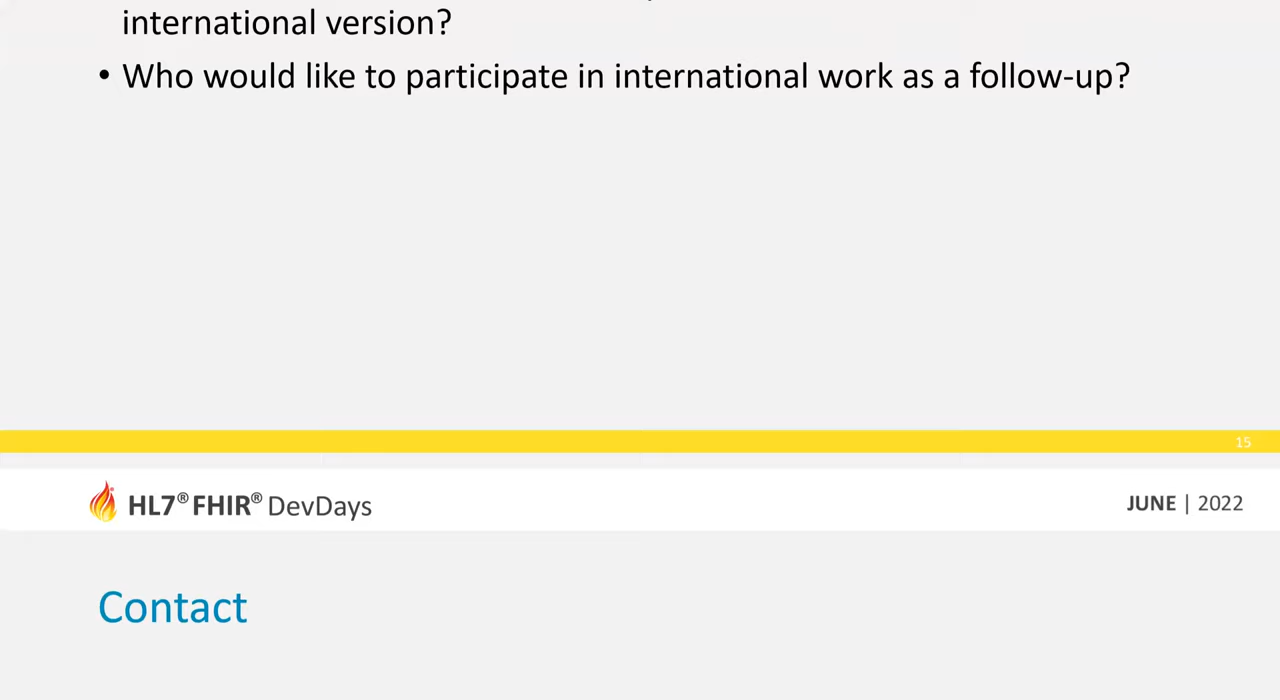 international version?
• Who would like to participate in international work as a follow-up?
15
HL7® FHIR® DevDays
JUNE | 2022
Contact